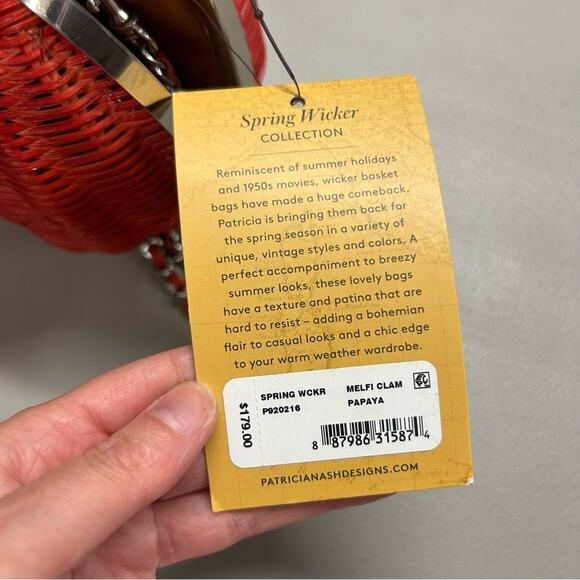 Spring Wicker
COLLECTION
Reminiscent of summer holidays
and 1950s movies, wicker basket
bags have made a huge comeback.
Patricia is bringing them back for
the spring season in a variety of
unique, vintage styles and colors. A
perfect accompaniment to breezy
summer looks, these lovely bags
have a texture and patina that are
hard to resist – adding a bohemian
flair to casual looks and a chic edge
to your warm weather wardrobe.
$179.00
SPRING WCKR MELFI CLAM
P920216 PAPAYA
8 87986 31587 4
PATRICIANASHDESIGNS.COM